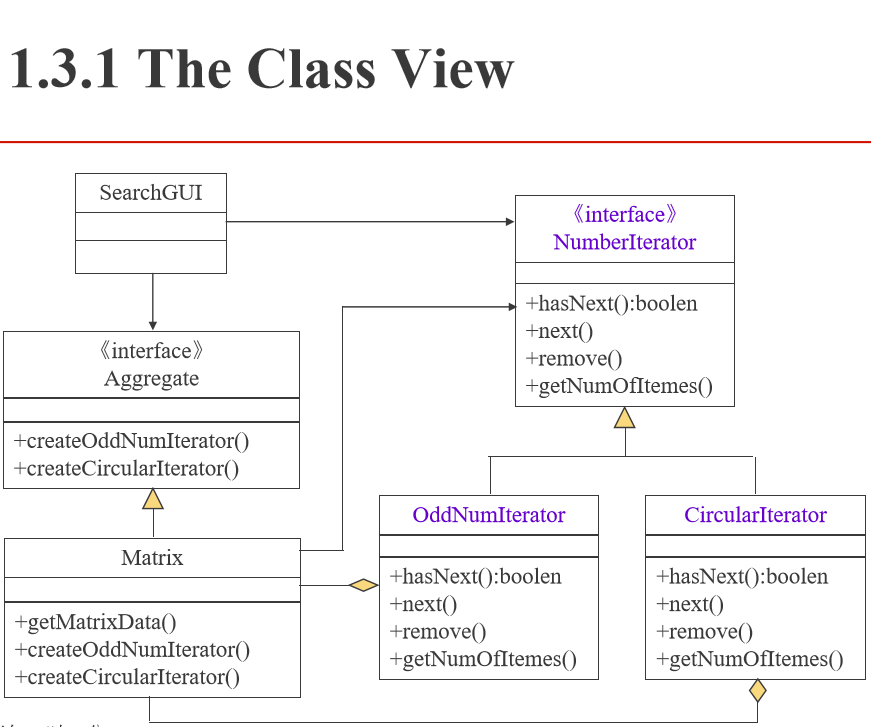 1.3.1 The Class View
SearchGUI
《interface》
NumberIterator
+hasNext():boolen
+next()
+remove()
+getNumOfItemes()
《interface》
Aggregate
+createOddNumIterator()
+createCircularIterator()
Matrix
+getMatrixData()
+createOddNumIterator()
+createCircularIterator()
OddNumIterator
+hasNext():boolen
+next()
+remove()
+getNumOfItemes()
CircularIterator
+hasNext():boolen
+next()
+remove()
+getNumOfItemes()